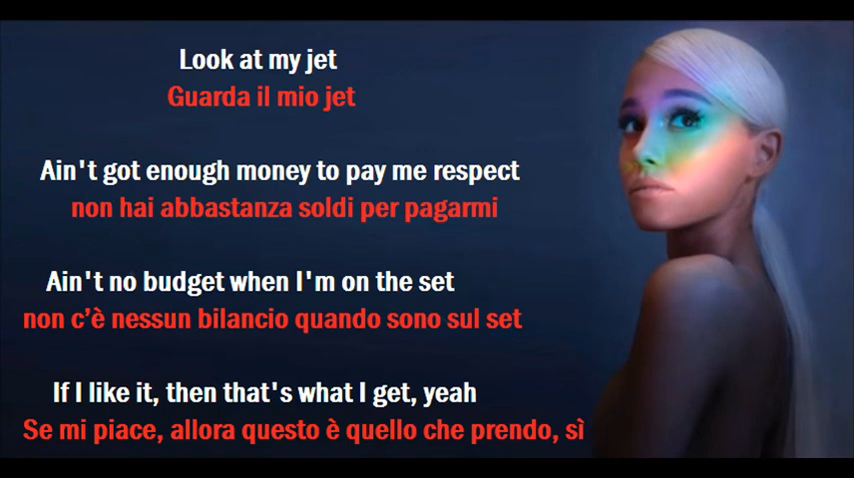 Look at my jet
Guarda il mio jet
Ain't got enough money to pay me respect
non hai abbastanza soldi per pagarmi
Ain't no budget when I'm on the set
non c’è nessun bilancio quando sono sul set
If I like it, then that's what I get, yeah
Se mi piace, allora questo è quello che prendo, sì